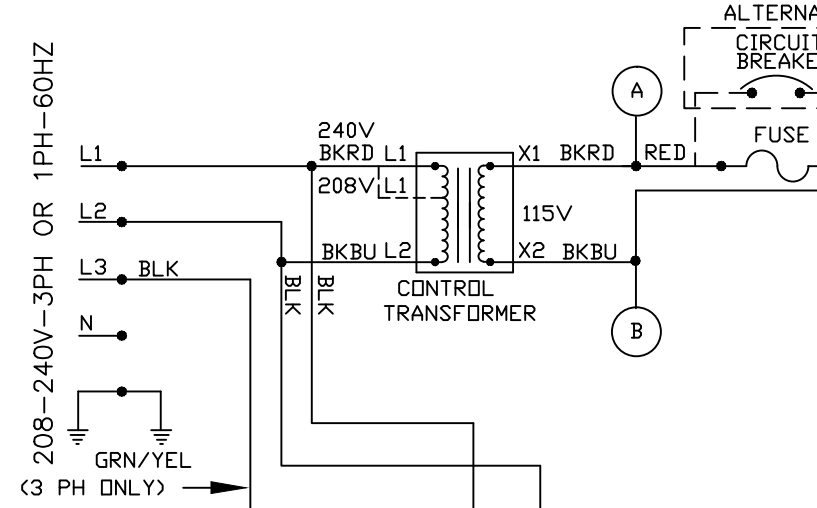 ALTERNA
CIRCUIT
BREAKE
208-240V-3PH OR 1PH-60HZ
A
240V
L1
BKRD L1
X1
BKRD
RED
FUSE
208V L1
L2
115V
BKBU L2
X2
BKBU
L3
BLK
BLK
BLK
CONTROL
TRANSFORMER
N
B
GRN/YEL
(3 PH ONLY)